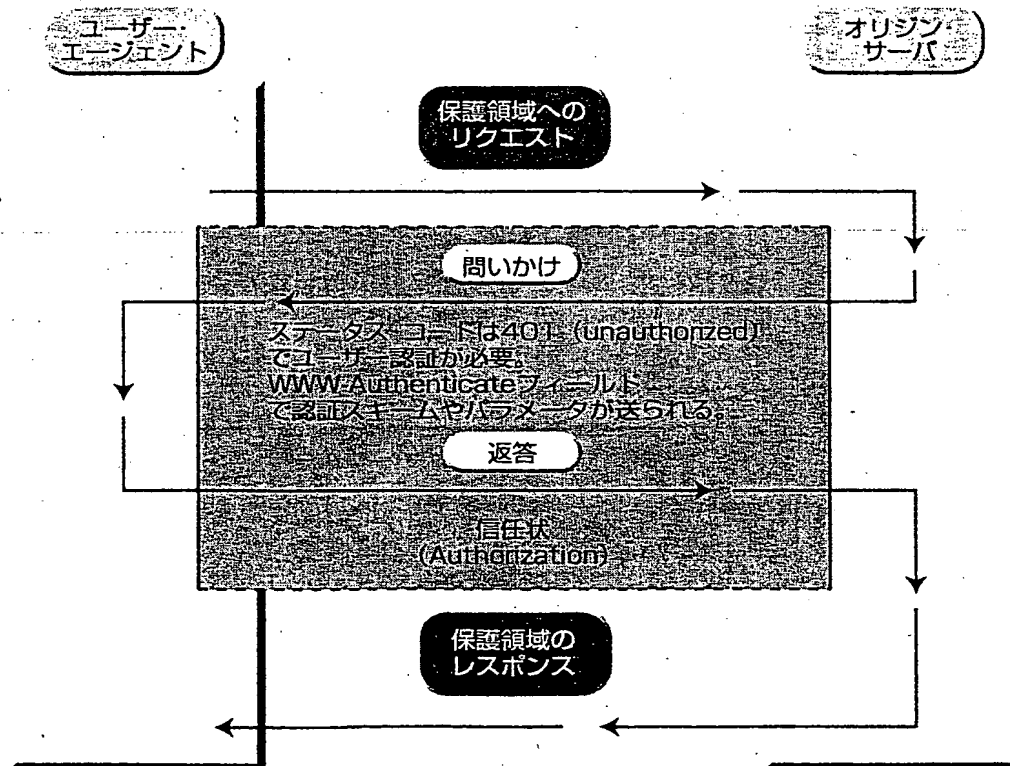 ユーザー・
エージェント
オリジン・
サーバ
保護領域への
リクエスト
問いかけ
ステータス・コードは401 (unauthorized)
でユーザー認証が必要。
WWW-Authenticateフィールド
で認証スキームやパラメータが送られる。
返答
信任状
(Authorization)
保護領域の
レスポンス